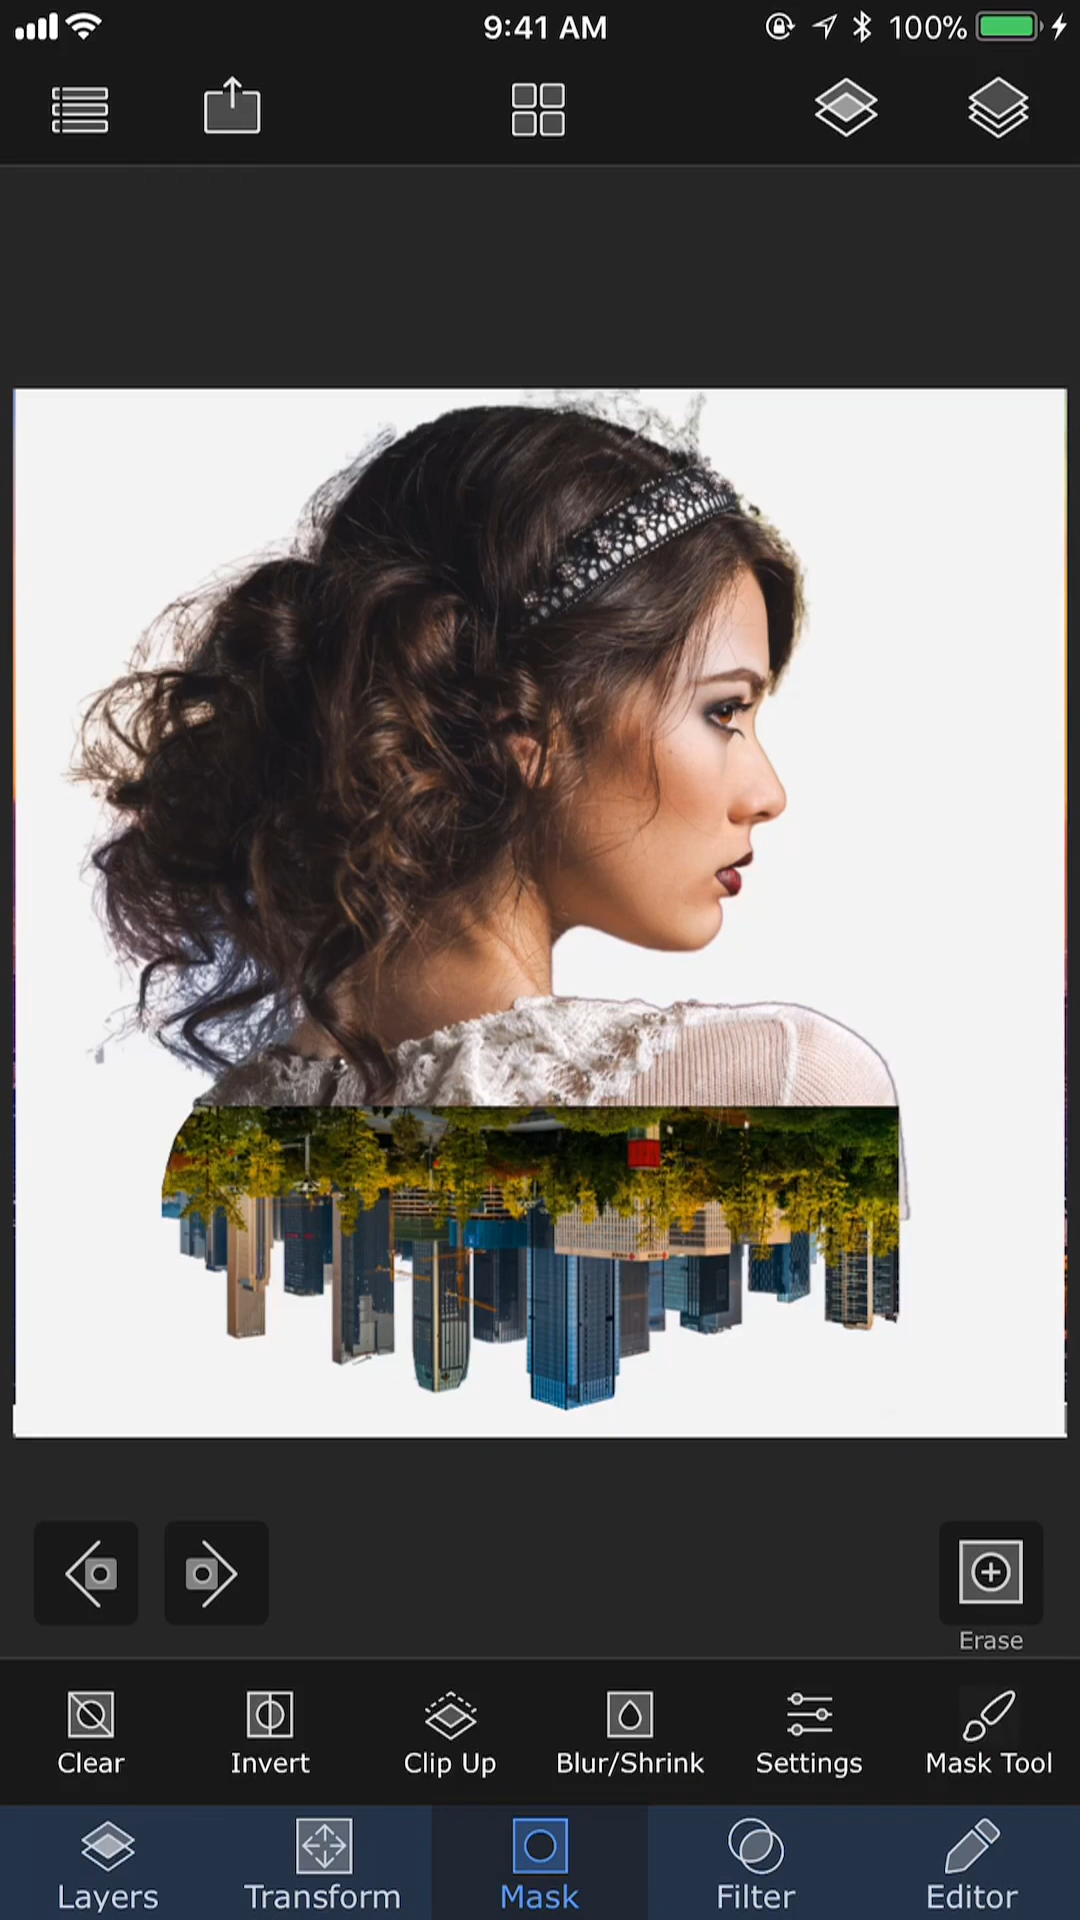 9:41 AM
100%
Erase
Clear
Invert
Clip Up
Blur/Shrink
Settings
Mask Tool
Layers
Transform
Mask
Filter
Editor